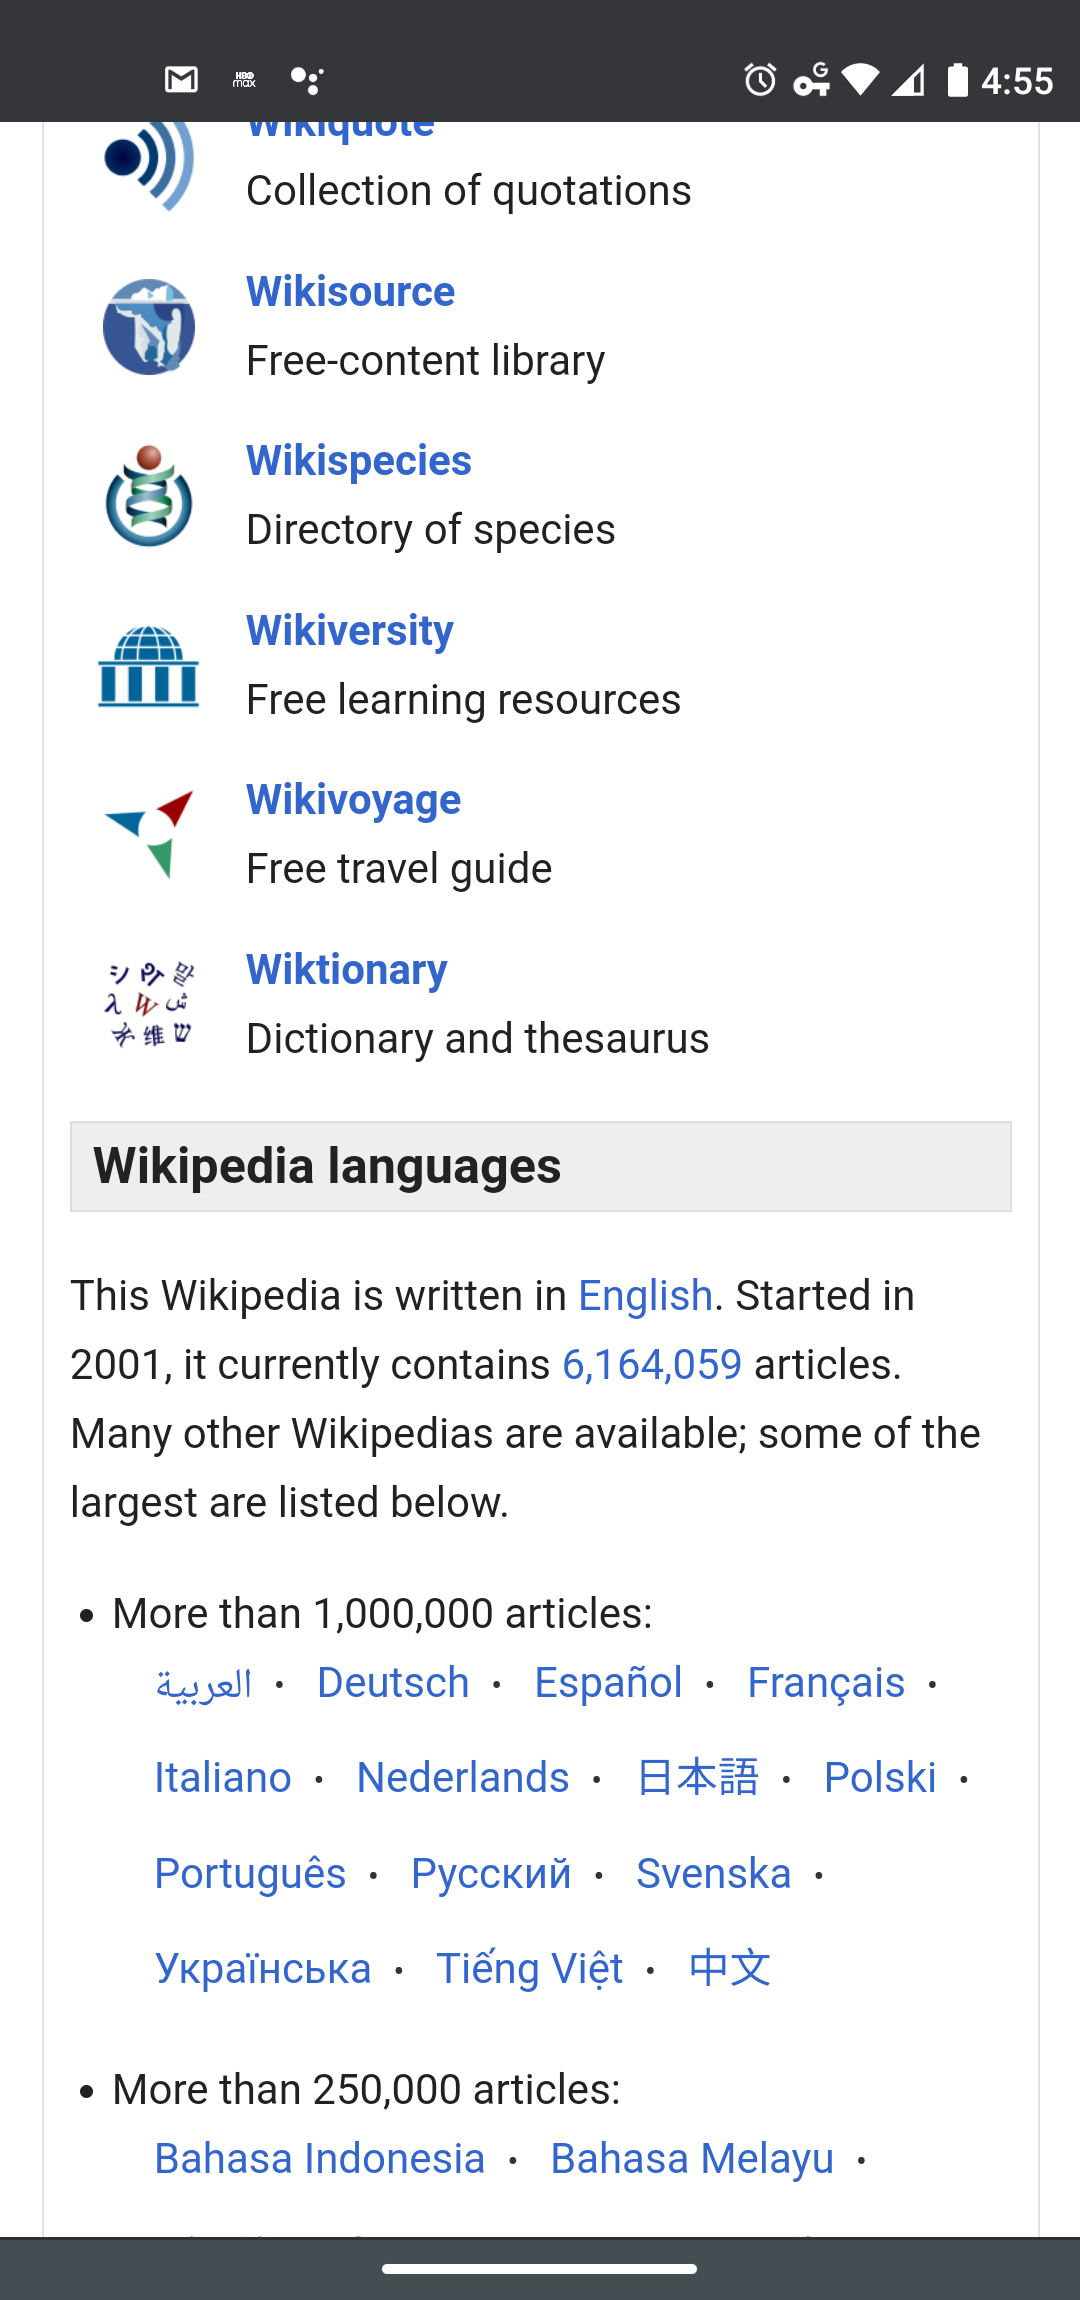 HBO
max
G
4:55
Wikiquote
Collection of quotations
Wikisource
Free-content library
Wikispecies
Directory of species
Wikiversity
Free learning resources
Wikivoyage
Free travel guide
Wiktionary
Dictionary and thesaurus
Wikipedia languages
This Wikipedia is written in English. Started in
2001, it currently contains 6,164,059 articles.
Many other Wikipedias are available; some of the
largest are listed below.
• More than 1,000,000 articles:
العربية · Deutsch · Español · Français ·
Italiano · Nederlands · 日本語 · Polski ·
Português · Русский · Svenska ·
Українська · Tiếng Việt · 中文
• More than 250,000 articles:
Bahasa Indonesia · Bahasa Melayu ·